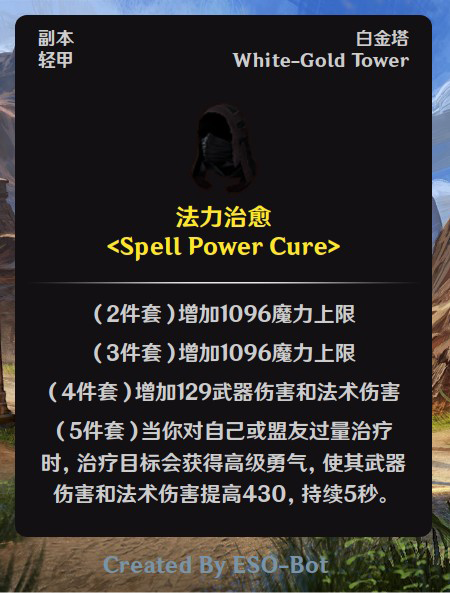 副本 白金塔
轻甲 White-Gold Tower
法力治愈
<Spell Power Cure>
(2件套)增加1096魔力上限
(3件套)增加1096魔力上限
(4件套)增加129武器伤害和法术伤害
(5件套)当你对自己或盟友过量治疗
时, 治疗目标会获得高级勇气, 使其武器
伤害和法术伤害提高430, 持续5秒。
Created By ESO-Bot